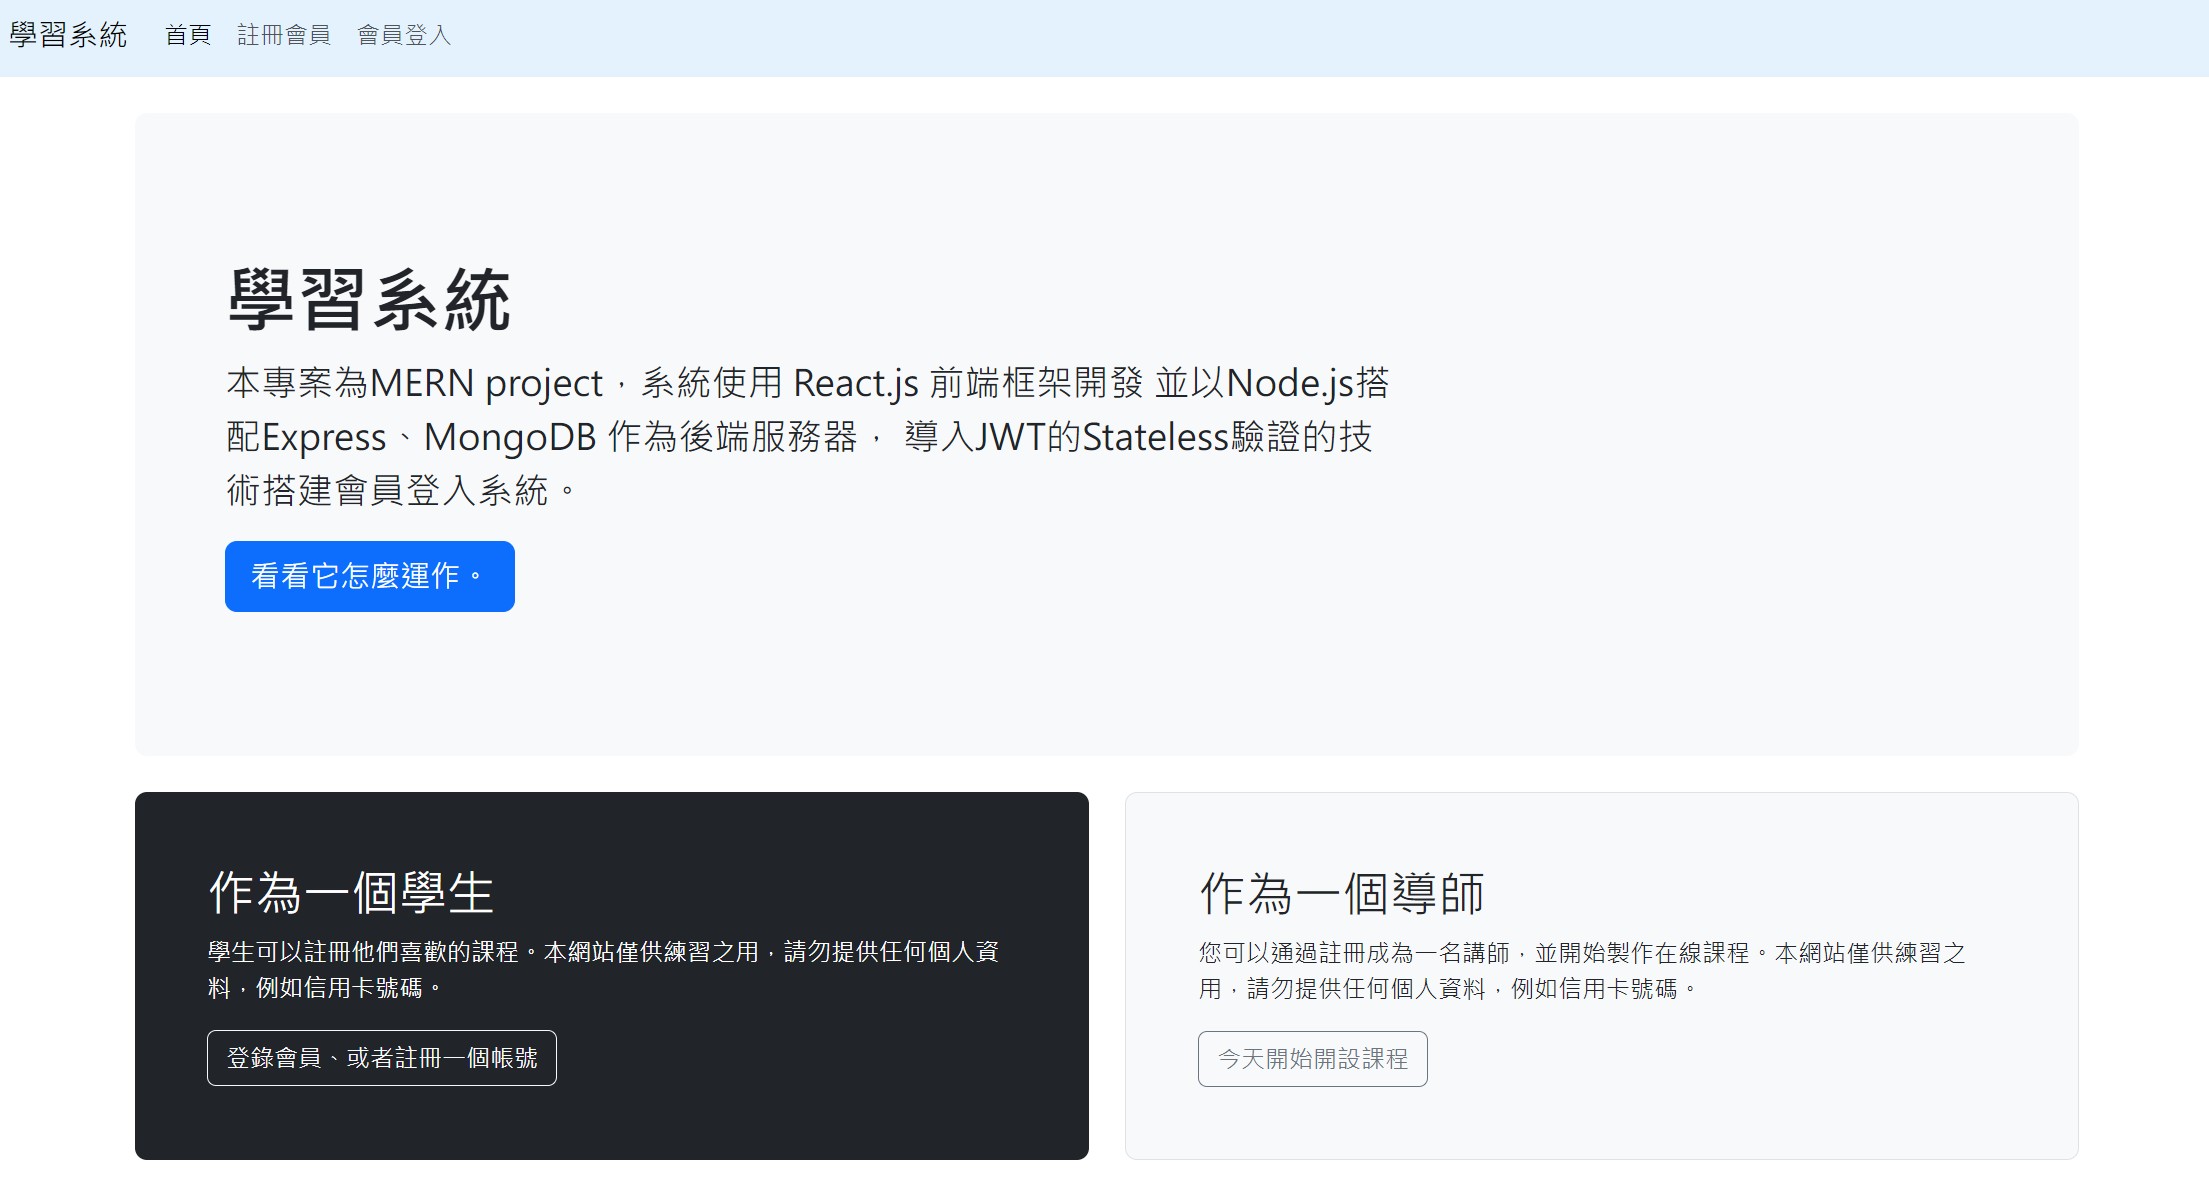 學習系統 首頁 註冊會員 會員登入
學習系統
本專案為MERN project，系統使用 React.js 前端框架開發 並以Node.js搭
配Express、MongoDB 作為後端服務器， 導入JWT的Stateless驗證的技
術搭建會員登入系統。
看看它怎麼運作。
作為一個學生
學生可以註冊他們喜歡的課程。本網站僅供練習之用，請勿提供任何個人資
料，例如信用卡號碼。
登錄會員、或者註冊一個帳號
作為一個導師
您可以通過註冊成為一名講師，並開始製作在線課程。本網站僅供練習之
用，請勿提供任何個人資料，例如信用卡號碼。
今天開始開設課程